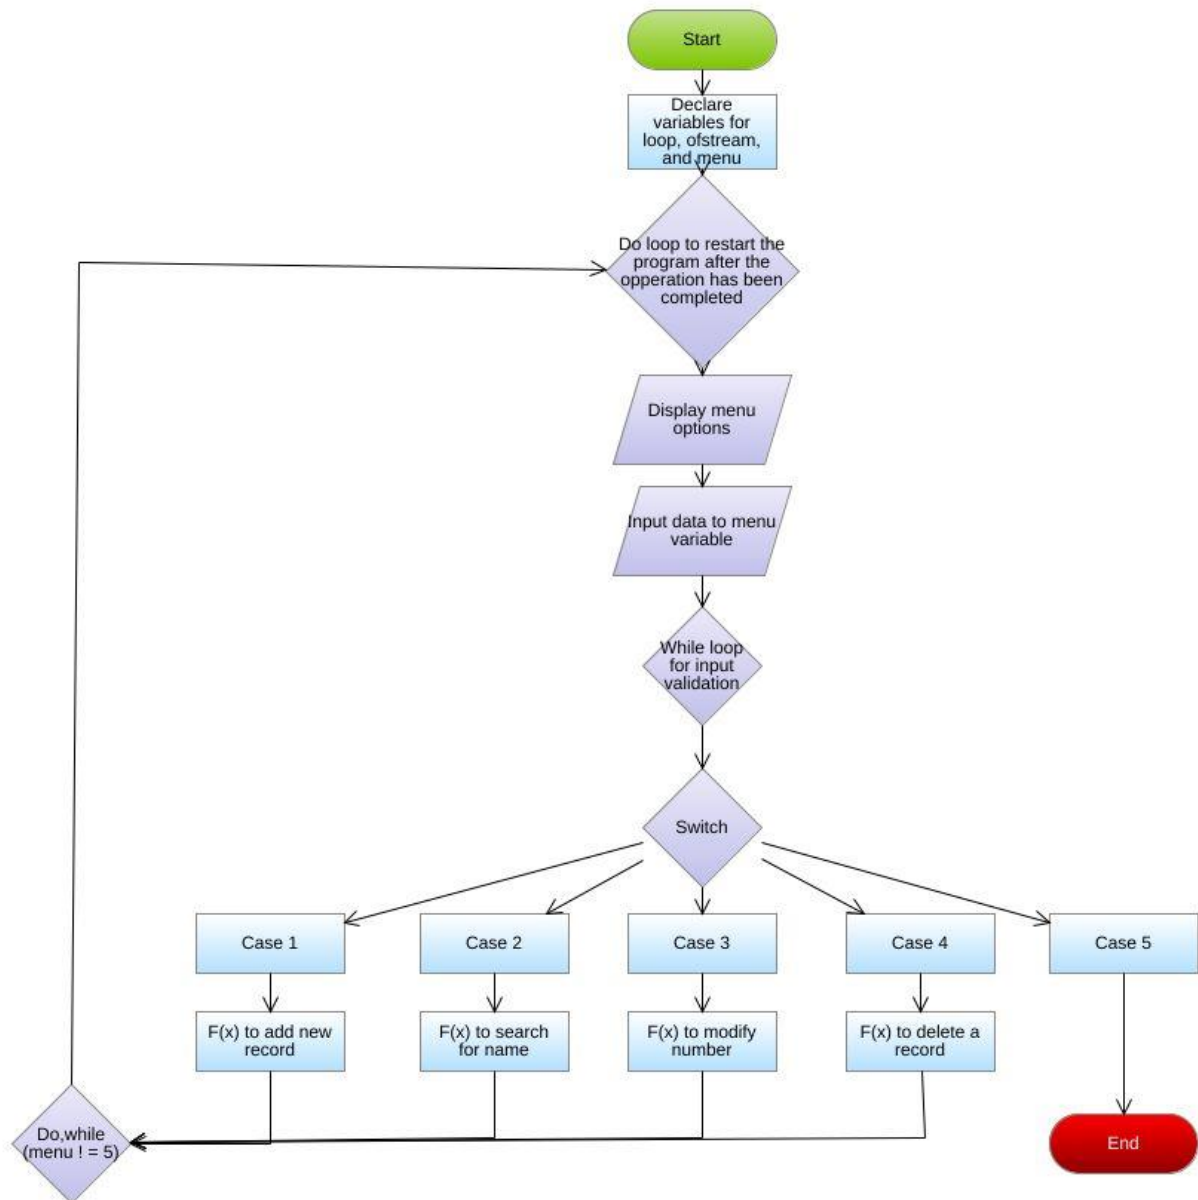 Start
Declare
variables for
loop, ofstream,
and menu
Do loop to restart the
program after the
opperation has been
completed
Display menu
options
Input data to menu
variable
While loop
for input
validation
Switch
Case 1
Case 2
Case 3
Case 4
Case 5
F(x) to add new
record
F(x) to search
for name
F(x) to modify
number
F(x) to delete a
record
Do,while
(menu ! = 5)
End